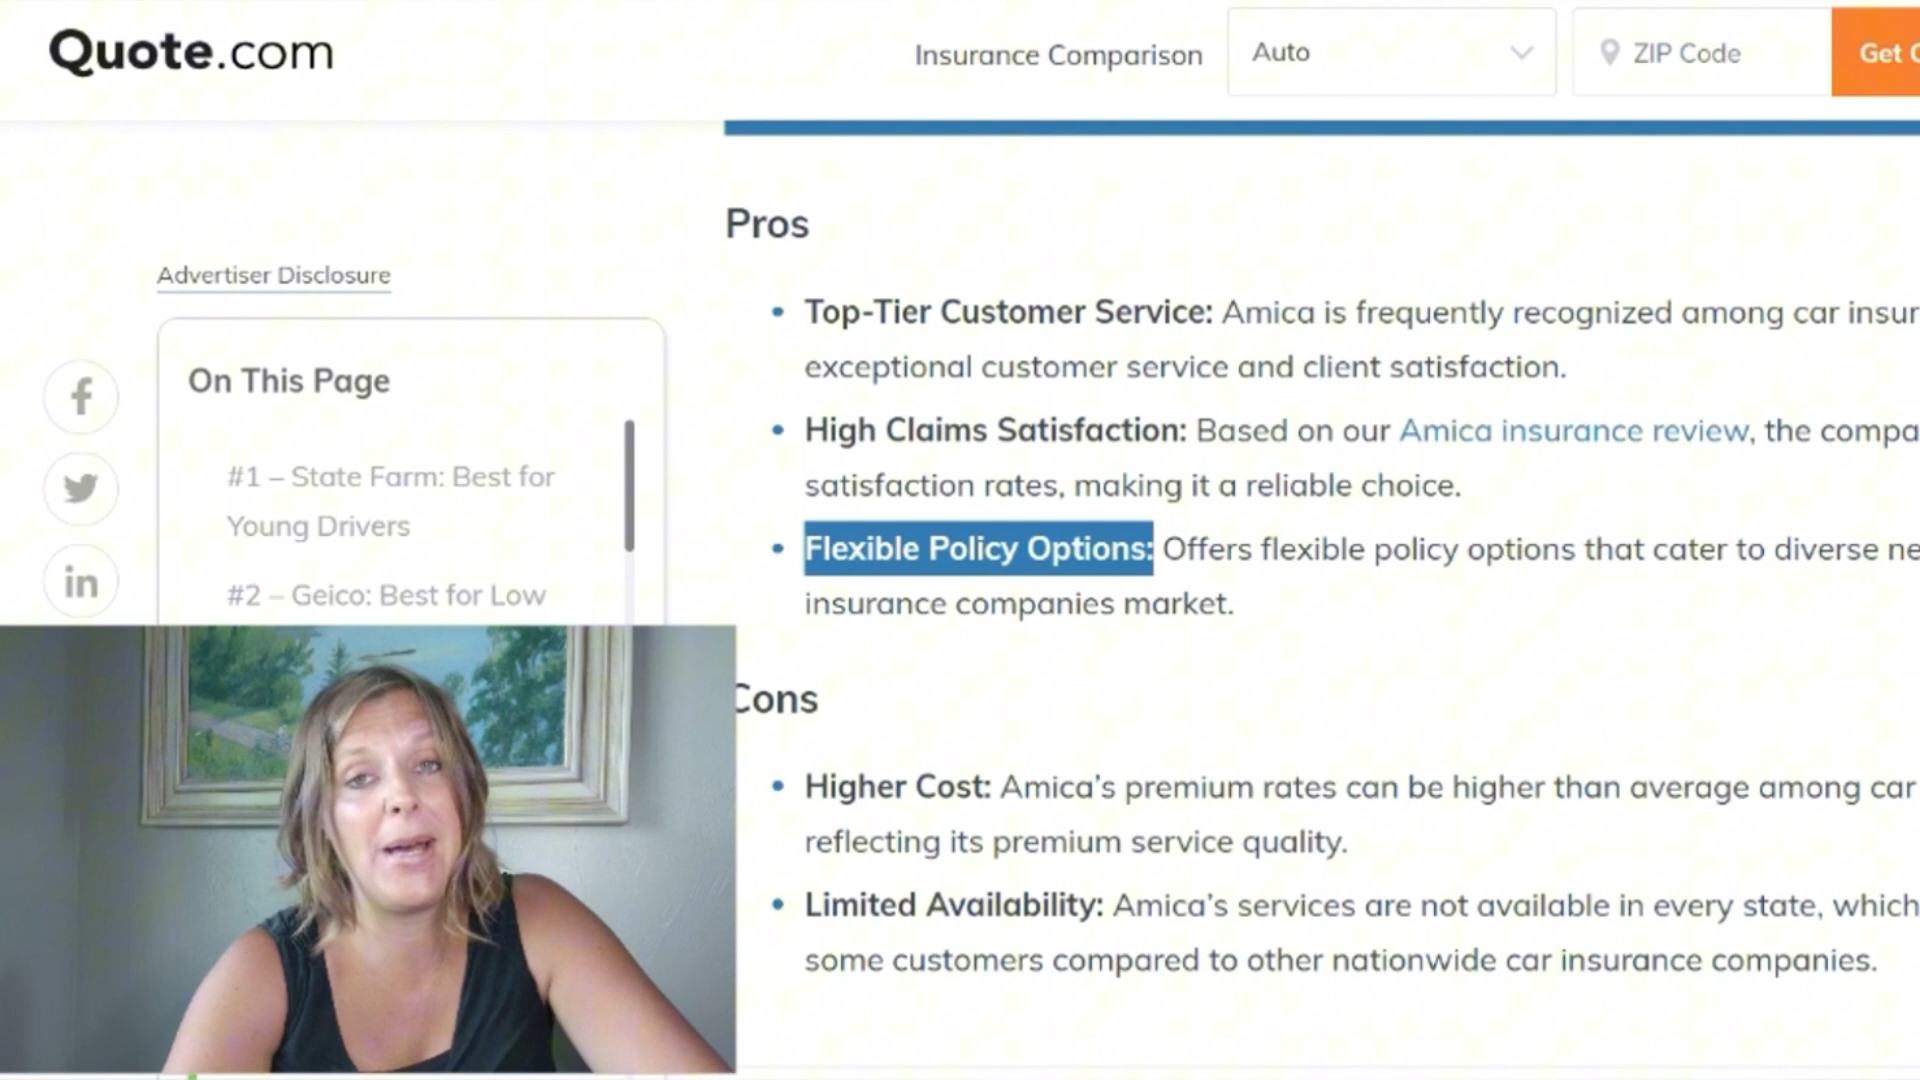 Quote.com
Insurance Comparison
Auto
ZIP Code
Get
Advertiser Disclosure
On This Page
#1 – State Farm: Best for
Young Drivers
#2 – Geico: Best for Low
Pros
Top-Tier Customer Service: Amica is frequently recognized among car
exceptional customer service and client satisfaction.
High Claims Satisfaction: Based on our Amica insurance review, the
satisfaction rates, making it a reliable choice.
Flexible Policy Options: Offers flexible policy options that cater to diverse
insurance companies market.
Cons
Higher Cost: Amica’s premium rates can be higher than average among car
reflecting its premium service quality.
Limited Availability: Amica’s services are not available in every state, which
some customers compared to other nationwide car insurance companies.